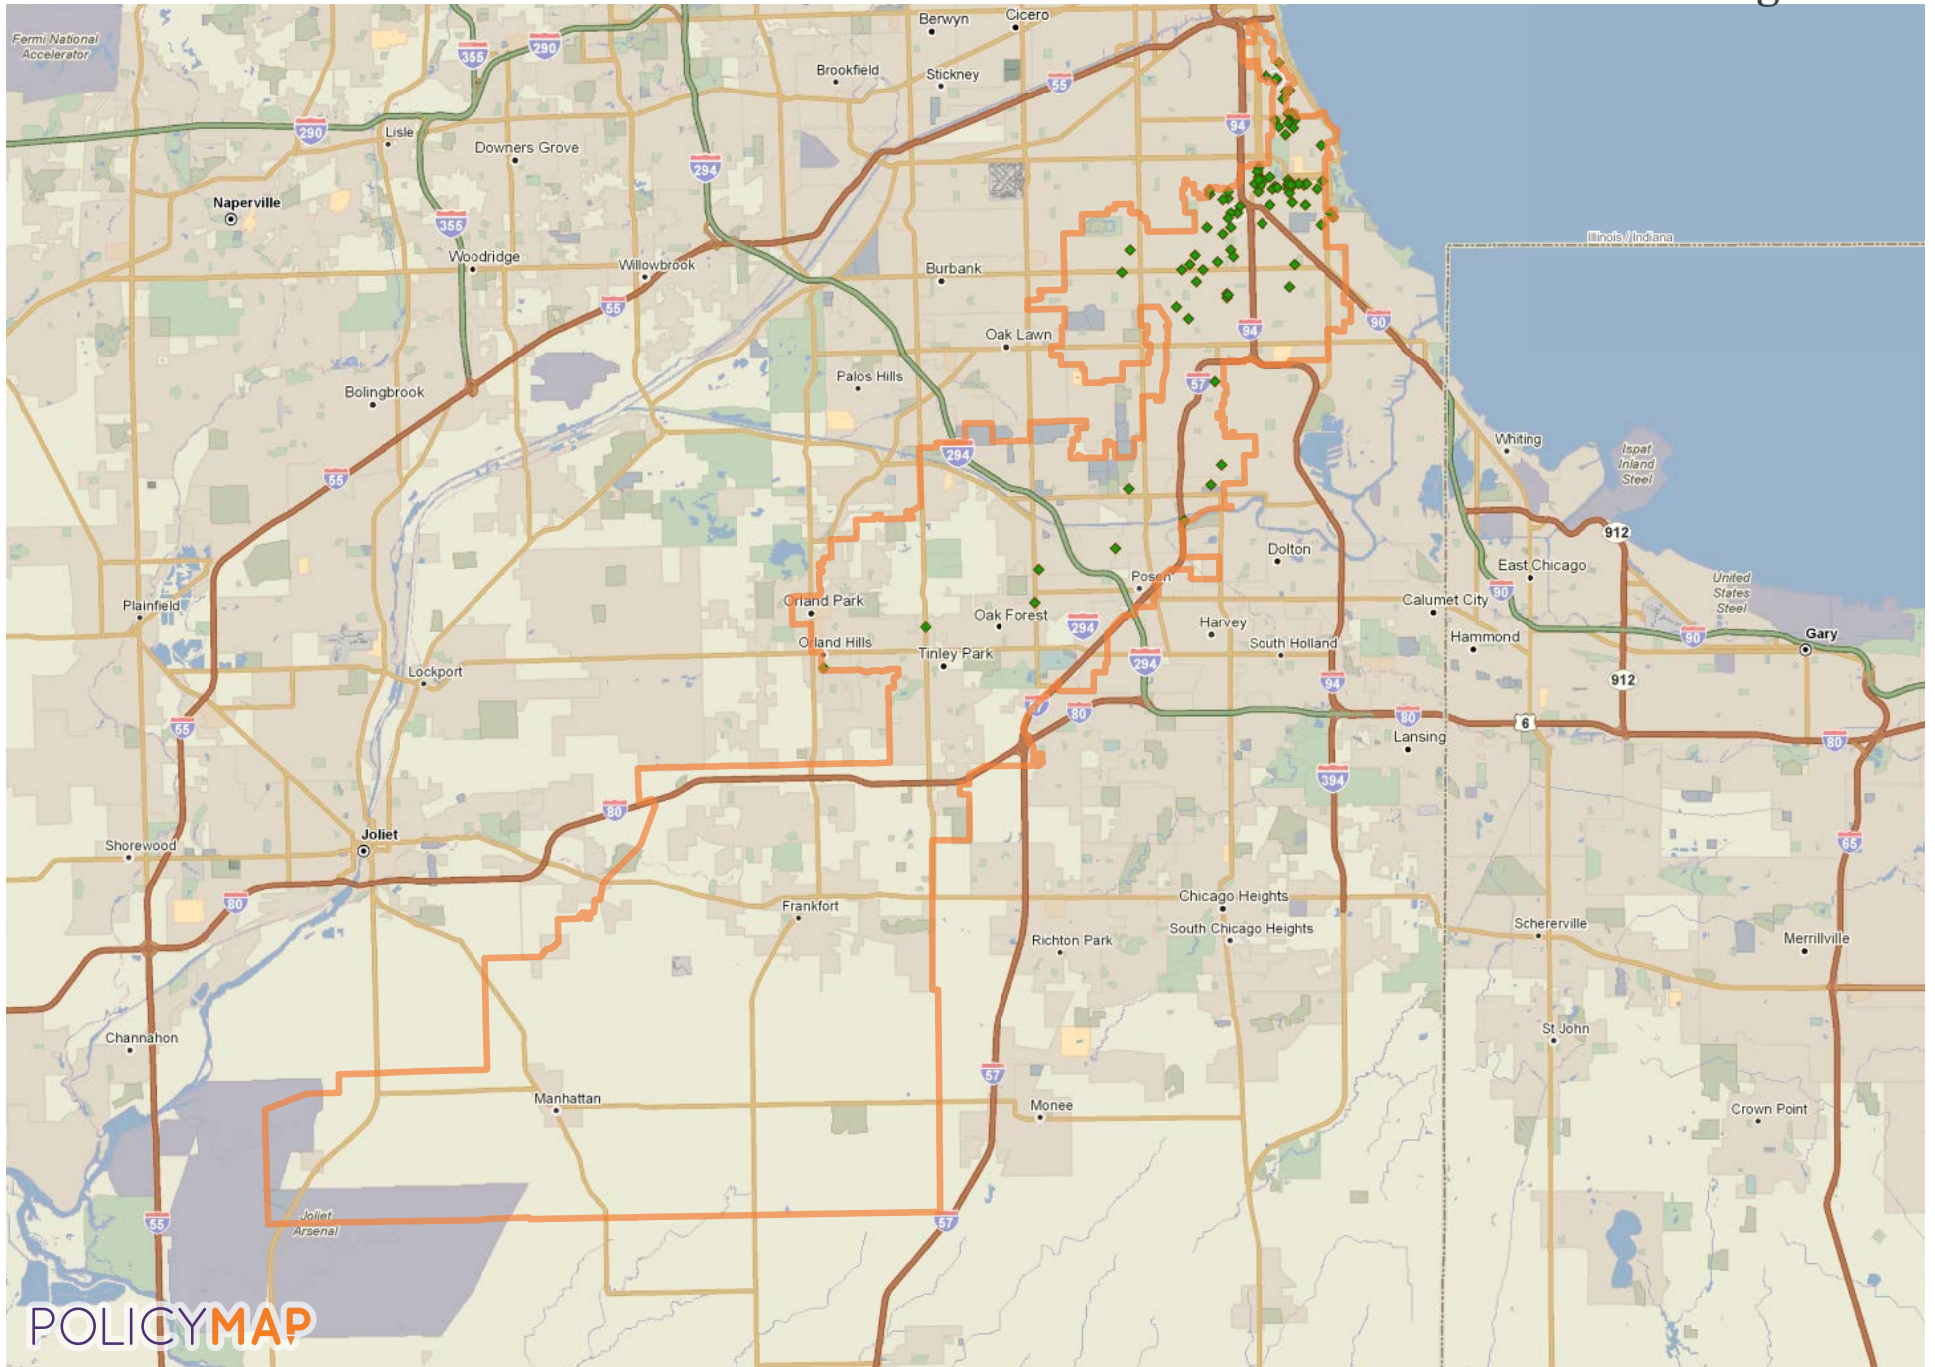 g
Fermi National
Accelerator
Berwyn
Cicero
355
290
Brookfield
Stickney
55
290
Lisle
94
Downers Grove
294
Naperville
355
Woodridge
Willowbrook
Burbank
Illinois / Indiana
55
Oak Lawn
94
90
Palos Hills
57
Bolingbrook
294
Whiting
Ispat
Inland
Steel
55
912
Dolton
East Chicago
Posen
90
United
States
Steel
Plainfield
Orland Park
Oak Forest
294
Calumet City
Harvey
Hammond
90
Gary
Orland Hills
Tinley Park
294
South Holland
Lockport
94
912
55
57
80
80
6
Lansing
80
394
80
Joliet
Shorewood
65
80
Frankfort
Chicago Heights
South Chicago Heights
Richton Park
Schererville
Merrillville
Channahon
St John
57
Manhattan
Monee
Crown Point
55
Joliet
Arsenal
57
POLICYMAP